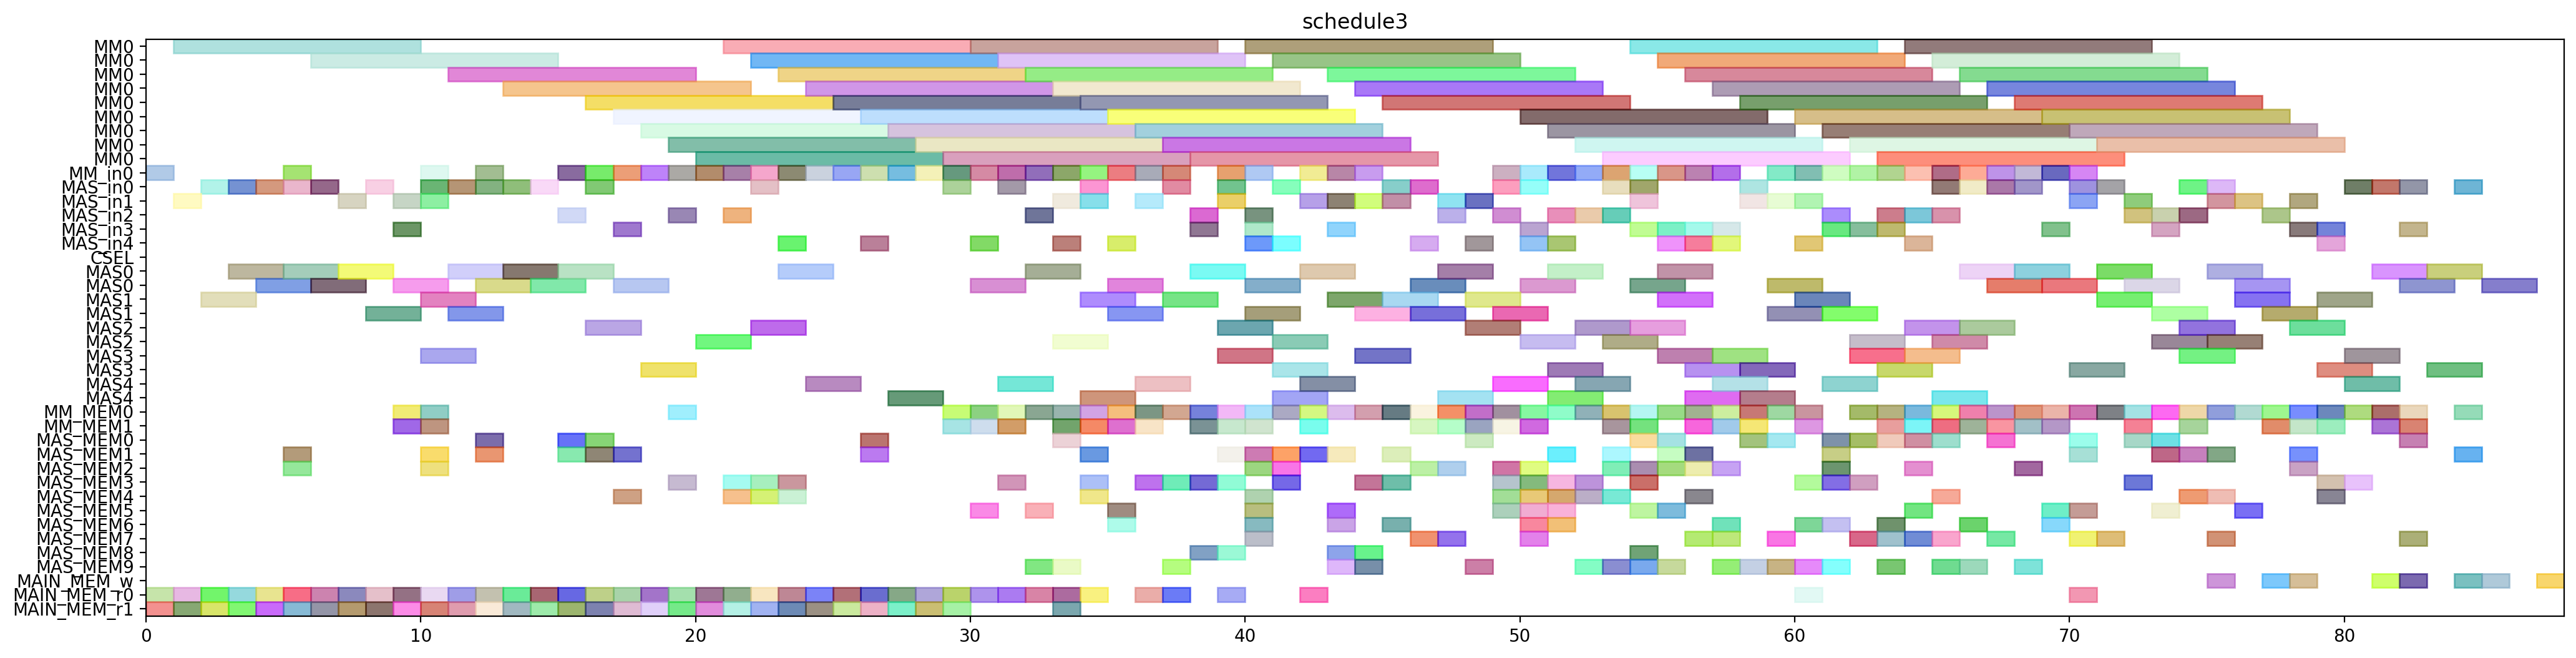 schedule3
MM0
MM0
MM0
MM0
MM0
MM0
MM0
MM0
MM0
MM_in0
MAS_in0
MAS_in1
MAS_in2
MAS_in3
MAS_in4
CSEL
MAS0
MAS0
MAS1
MAS1
MAS2
MAS2
MAS3
MAS3
MAS4
MAS4
MM_MEM0
MM_MEM1
MAS_MEM0
MAS_MEM1
MAS_MEM2
MAS_MEM3
MAS_MEM4
MAS_MEM5
MAS_MEM6
MAS_MEM7
MAS_MEM8
MAS_MEM9
MAIN_MEM_w
MAIN_MEM_r0
MAIN_MEM_r1
0 10 20 30 40 50 60 70 80